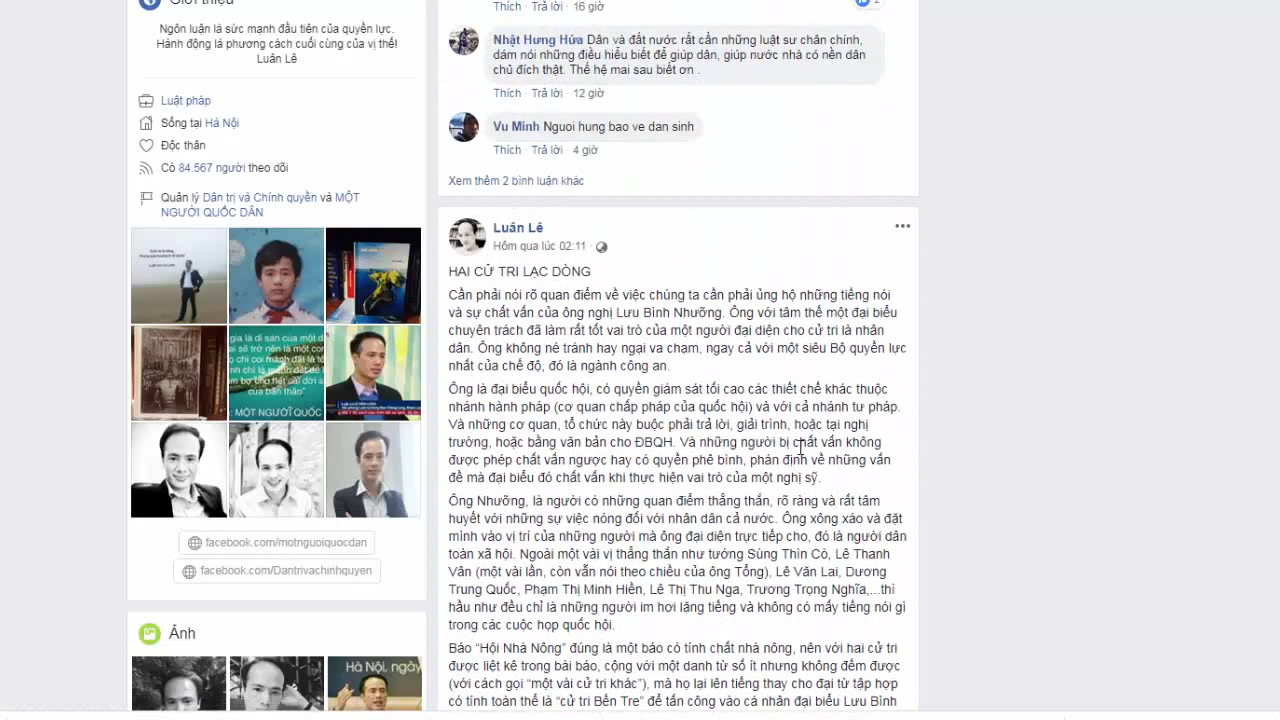 Giới thiệu
Ngôn luận là sức mạnh đầu tiên của quyền lực.
Hành động là phương cách cuối cùng của vị thế!
Luân Lê
Luật pháp
Sống tại Hà Nội
Độc thân
Có 84.567 người theo dõi
Quản lý Dân trị và Chính quyền và MỘT
NGƯỜI QUỐC DÂN
: MỘT NGƯỜI QUỐC
facebook.com/motnguoiquocdan
facebook.com/Dantrivachinhquyen
Ảnh
Hà Nội, ngày
Thích · Trả lời · 16 giờ
2
Nhật Hưng Hứa Dân và đất nước rất cần những luật sư chân chính,
dám nói những điều hiểu biết để giúp dân, giúp nước nhà có nền dân
chủ đích thật. Thế hệ mai sau biết ơn .
Thích · Trả lời · 12 giờ
Vu Minh Nguoi hung bao ve dan sinh
Thích · Trả lời · 4 giờ
Xem thêm 2 bình luận khác
Luân Lê
Hôm qua lúc 02:11 ·
HAI CỬ TRI LẠC DÒNG
Cần phải nói rõ quan điểm về việc chúng ta cần phải ủng hộ những tiếng nói
và sự chất vấn của ông nghị Lưu Bình Nhưỡng. Ông với tâm thế một đại biểu
chuyên trách đã làm rất tốt vai trò của một người đại diện cho cử tri là nhân
dân. Ông không né tránh hay ngại va chạm, ngay cả với một siêu Bộ quyền lực
nhất của chế độ, đó là ngành công an.
Ông là đại biểu quốc hội, có quyền giám sát tối cao các thiết chế khác thuộc
nhánh hành pháp (cơ quan chấp pháp của quốc hội) và với cả nhánh tư pháp.
Và những cơ quan, tổ chức này buộc phải trả lời, giải trình, hoặc tại nghị
trường, hoặc bằng văn bản cho ĐBQH. Và những người bị chất vấn không
được phép chất vấn ngược hay có quyền phê bình, phán định về những vấn
đề mà đại biểu đó chất vấn khi thực hiện vai trò của một nghị sỹ.
Ông Nhưỡng, là người có những quan điểm thẳng thắn, rõ ràng và rất tâm
huyết với những sự việc nóng đối với nhân dân cả nước. Ông xông xáo và đặt
mình vào vị trí của những người mà ông đại diện trực tiếp cho, đó là người dân
toàn xã hội. Ngoài một vài vị thẳng thắn như tướng Sùng Thìn Cò, Lê Thanh
Vân (một vài lần, còn vẫn nói theo chiều của ông Tổng), Lê Văn Lai, Dương
Trung Quốc, Phạm Thị Minh Hiền, Lê Thị Thu Nga, Trương Trọng Nghĩa,...thì
hầu như đều chỉ là những người im hơi lặng tiếng và không có mấy tiếng nói gì
trong các cuộc họp quốc hội.
Báo “Hội Nhà Nông” đúng là một báo có tính chất nhà nông, nên với hai cử tri
được liệt kê trong bài báo, cộng với một danh từ số ít nhưng không đếm được
(với cách gọi “một vài cử tri khác”), mà họ lại lên tiếng thay cho đại từ tập hợp
có tính toàn thể là “cử tri Bến Tre” để tấn công vào cá nhân đại biểu Lưu Bình